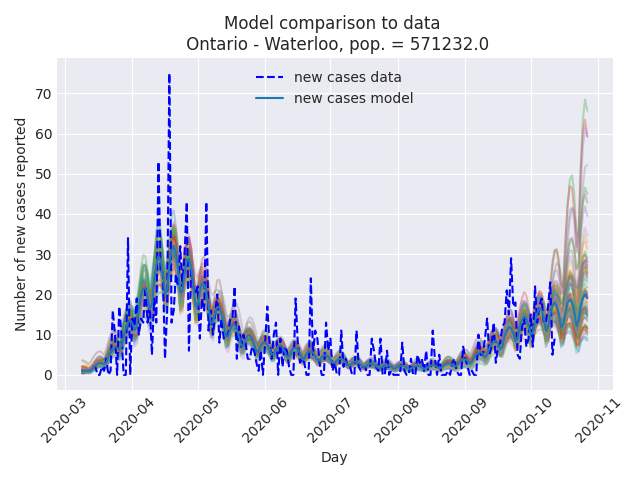 Model comparison to data
Ontario - Waterloo, pop. = 571232.0
new cases data
new cases model
Number of new cases reported
70
60
50
40
30
20
10
0
2020-03
2020-04
2020-05
2020-06
2020-07
2020-08
2020-09
2020-10
2020-11
Day